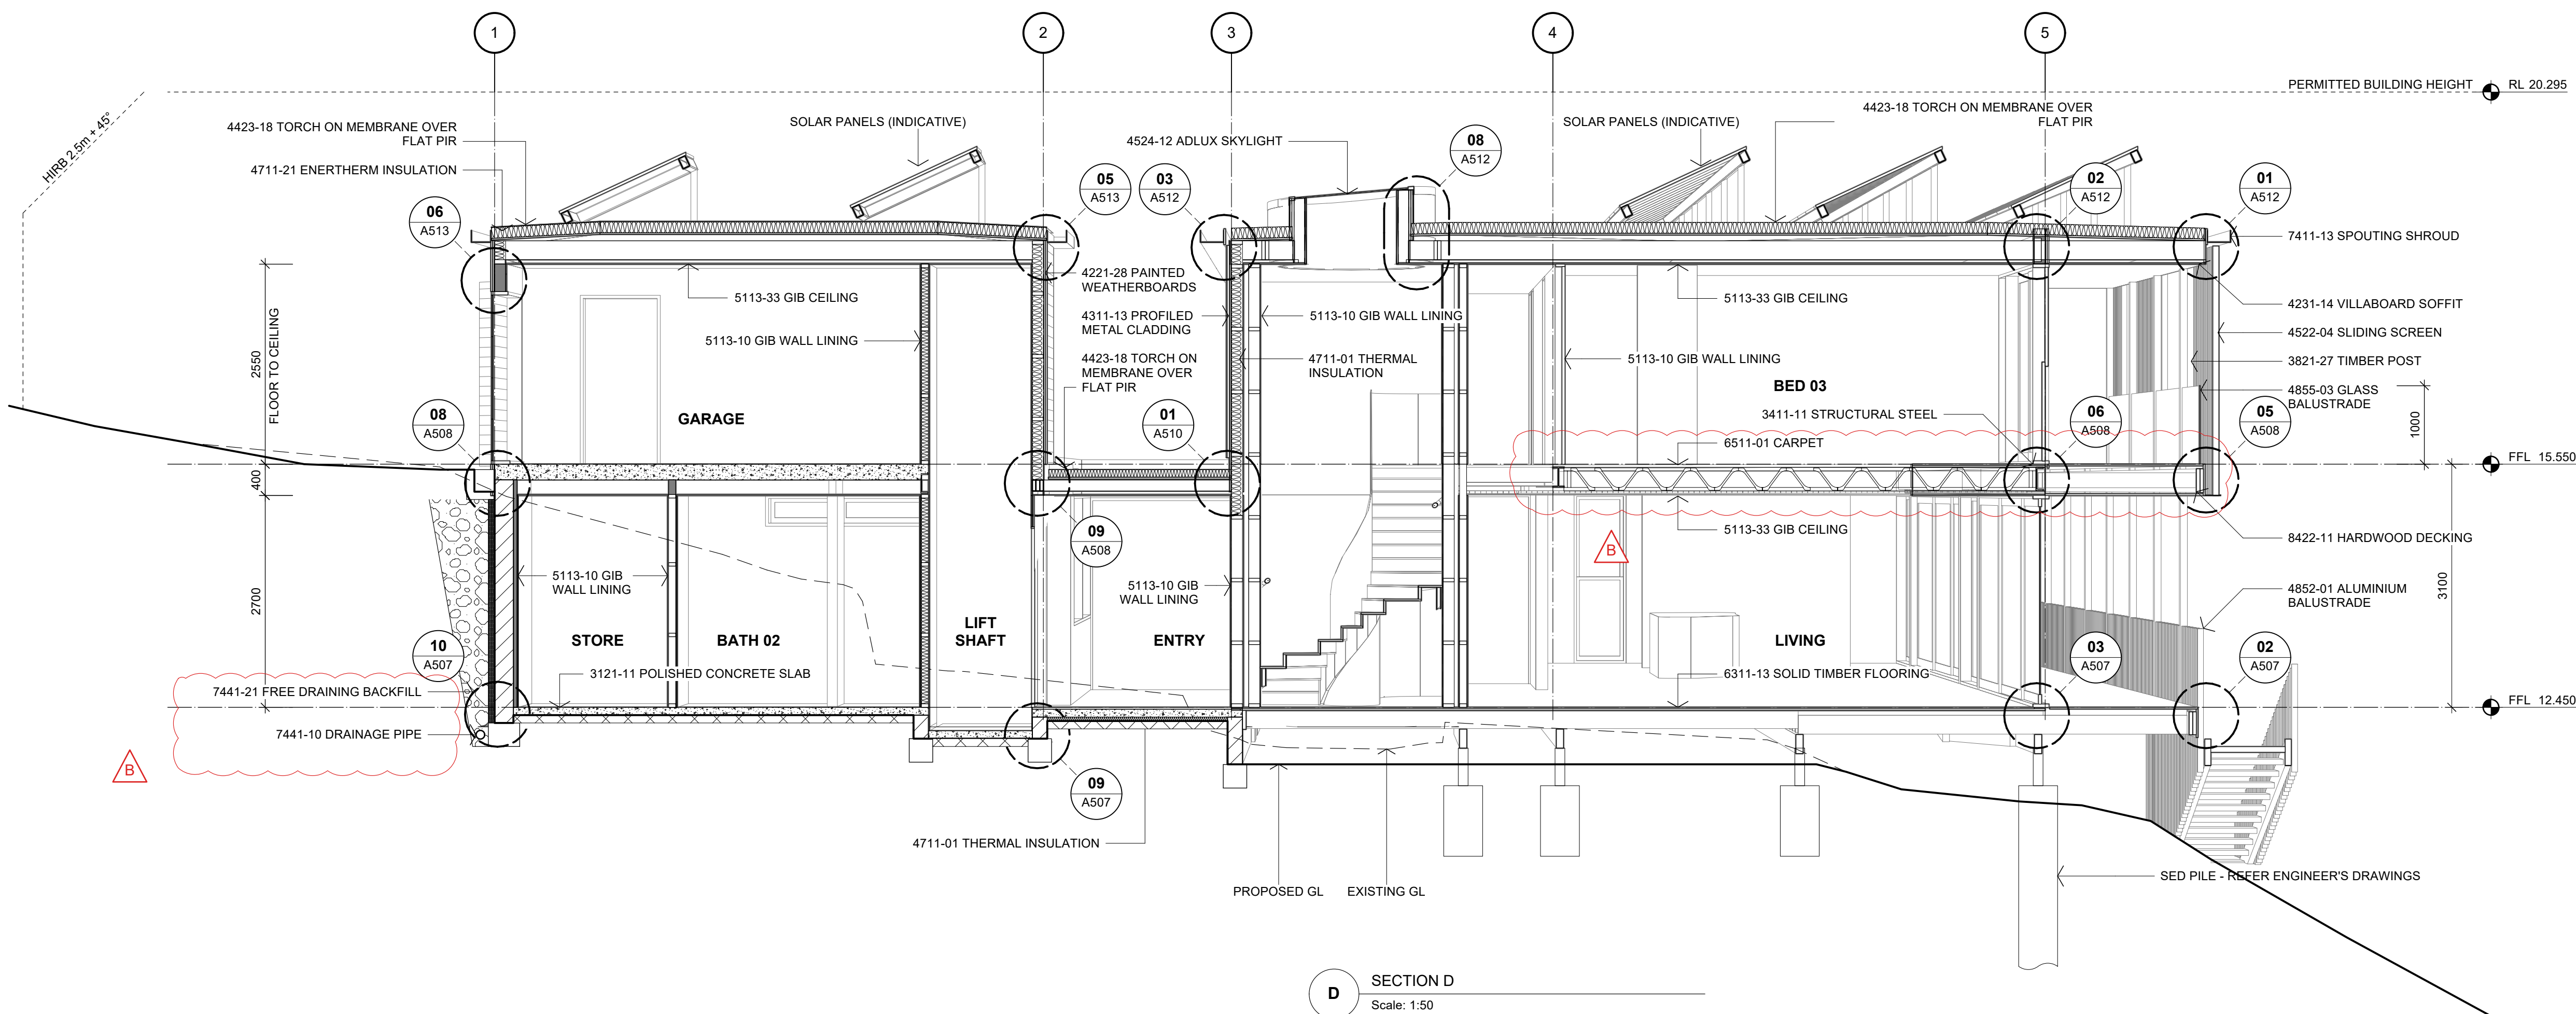 1
2
3
4
5
PERMITTED BUILDING HEIGHT
RL 20.295
HIRB 2.5m + 45°
4423-18 TORCH ON MEMBRANE OVER
FLAT PIR
4711-21 ENERTHERM INSULATION
SOLAR PANELS (INDICATIVE)
4524-12 ADLUX SKYLIGHT
SOLAR PANELS (INDICATIVE)
4423-18 TORCH ON MEMBRANE OVER
FLAT PIR
06
A513
05
A513
03
A512
08
A512
02
A512
01
A512
7411-13 SPOUTING SHROUD
4231-14 VILLABOARD SOFFIT
4522-04 SLIDING SCREEN
3821-27 TIMBER POST
4855-03 GLASS
BALUSTRADE
1000
2550
FLOOR TO CEILING
5113-33 GIB CEILING
5113-10 GIB WALL LINING
GARAGE
4221-28 PAINTED
WEATHERBOARDS
4311-13 PROFILED
METAL CLADDING
4423-18 TORCH ON
MEMBRANE OVER
FLAT PIR
5113-10 GIB WALL LINING
4711-01 THERMAL
INSULATION
5113-33 GIB CEILING
5113-10 GIB WALL LINING
BED 03
3411-11 STRUCTURAL STEEL
6511-01 CARPET
08
A508
01
A510
06
A508
05
A508
FFL 15.550
400
2700
3100
09
A508
B
5113-33 GIB CEILING
8422-11 HARDWOOD DECKING
4852-01 ALUMINIUM
BALUSTRADE
5113-10 GIB
WALL LINING
5113-10 GIB
WALL LINING
STORE
BATH 02
LIFT
SHAFT
ENTRY
LIVING
3121-11 POLISHED CONCRETE SLAB
6311-13 SOLID TIMBER FLOORING
10
A507
03
A507
02
A507
7441-21 FREE DRAINING BACKFILL
7441-10 DRAINAGE PIPE
B
FFL 12.450
09
A507
4711-01 THERMAL INSULATION
PROPOSED GL
EXISTING GL
SED PILE - REFER ENGINEER'S DRAWINGS
D
SECTION D
Scale: 1:50